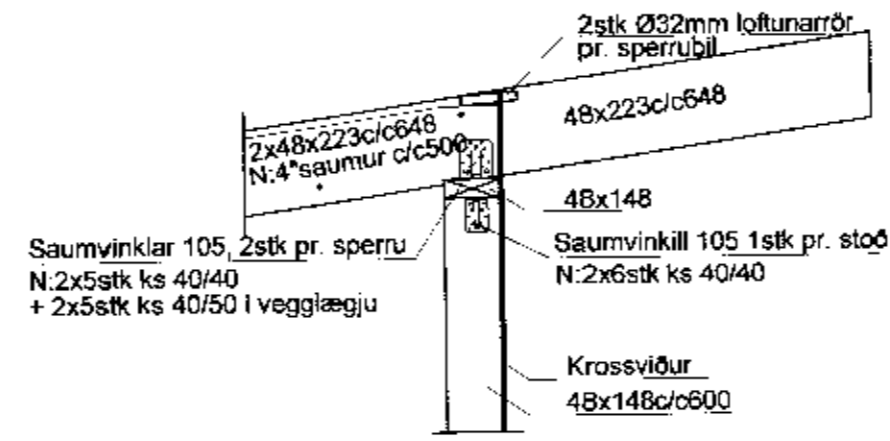 2stk Ø32mm loftunarrör
pr. sperrubil
48x223c/c648
2x48x223c/c648
N:4"saumur c/c500
48x148
Saumvinklar 105, 2stk pr. sperru
N:2x5stk ks 40/40
+ 2x5stk ks 40/50 i vegglægju
Saumvinkill 105 1stk pr. stoð
N:2x6stk ks 40/40
Krossviður
48x148c/c600